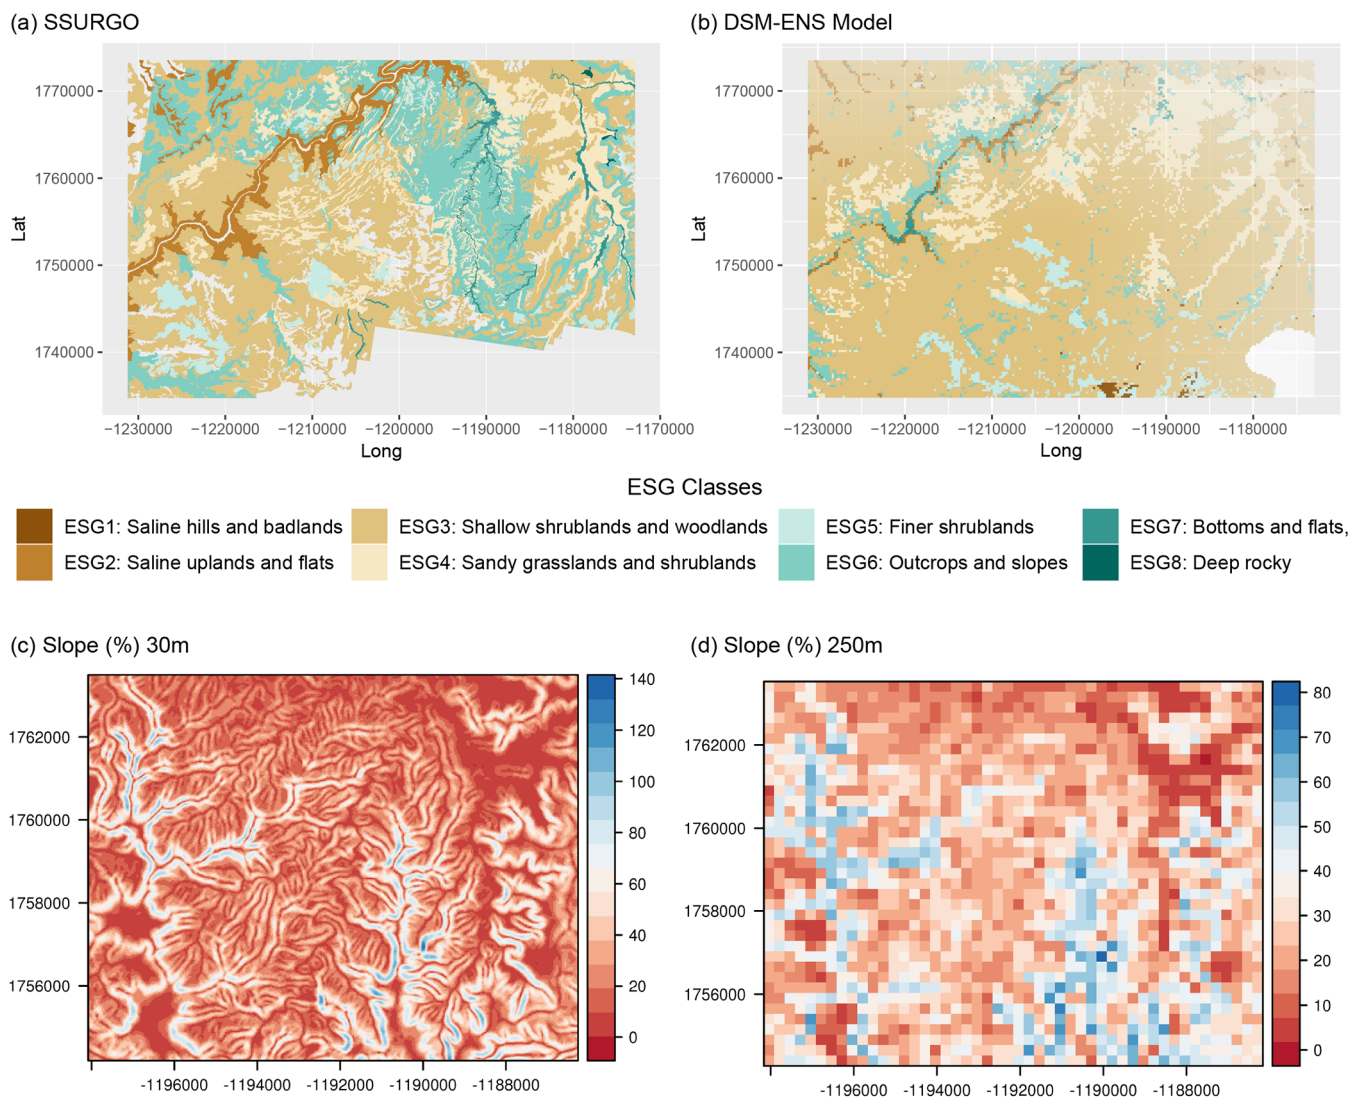 (a) SSURGO
(b) DSM-ENS Model
1770000
1760000
1750000
1740000
Lat
−1230000 −1220000 −1210000 −1200000 −1190000 −1180000 −1170000
Long
1770000
1760000
1750000
1740000
Lat
−1230000 −1220000 −1210000 −1200000 −1190000 −1180000
Long
ESG Classes
ESG1: Saline hills and badlands
ESG3: Shallow shrublands and woodlands
ESG5: Finer shrublands
ESG7: Bottoms and flats,
ESG2: Saline uplands and flats
ESG4: Sandy grasslands and shrublands
ESG6: Outcrops and slopes
ESG8: Deep rocky
(c) Slope (%) 30m
(d) Slope (%) 250m
1762000
1760000
1758000
1756000
-1196000 -1194000 -1192000 -1190000 -1188000
140
120
100
80
60
40
20
0
1762000
1760000
1758000
1756000
-1196000 -1194000 -1192000 -1190000 -1188000
80
70
60
50
40
30
20
10
0